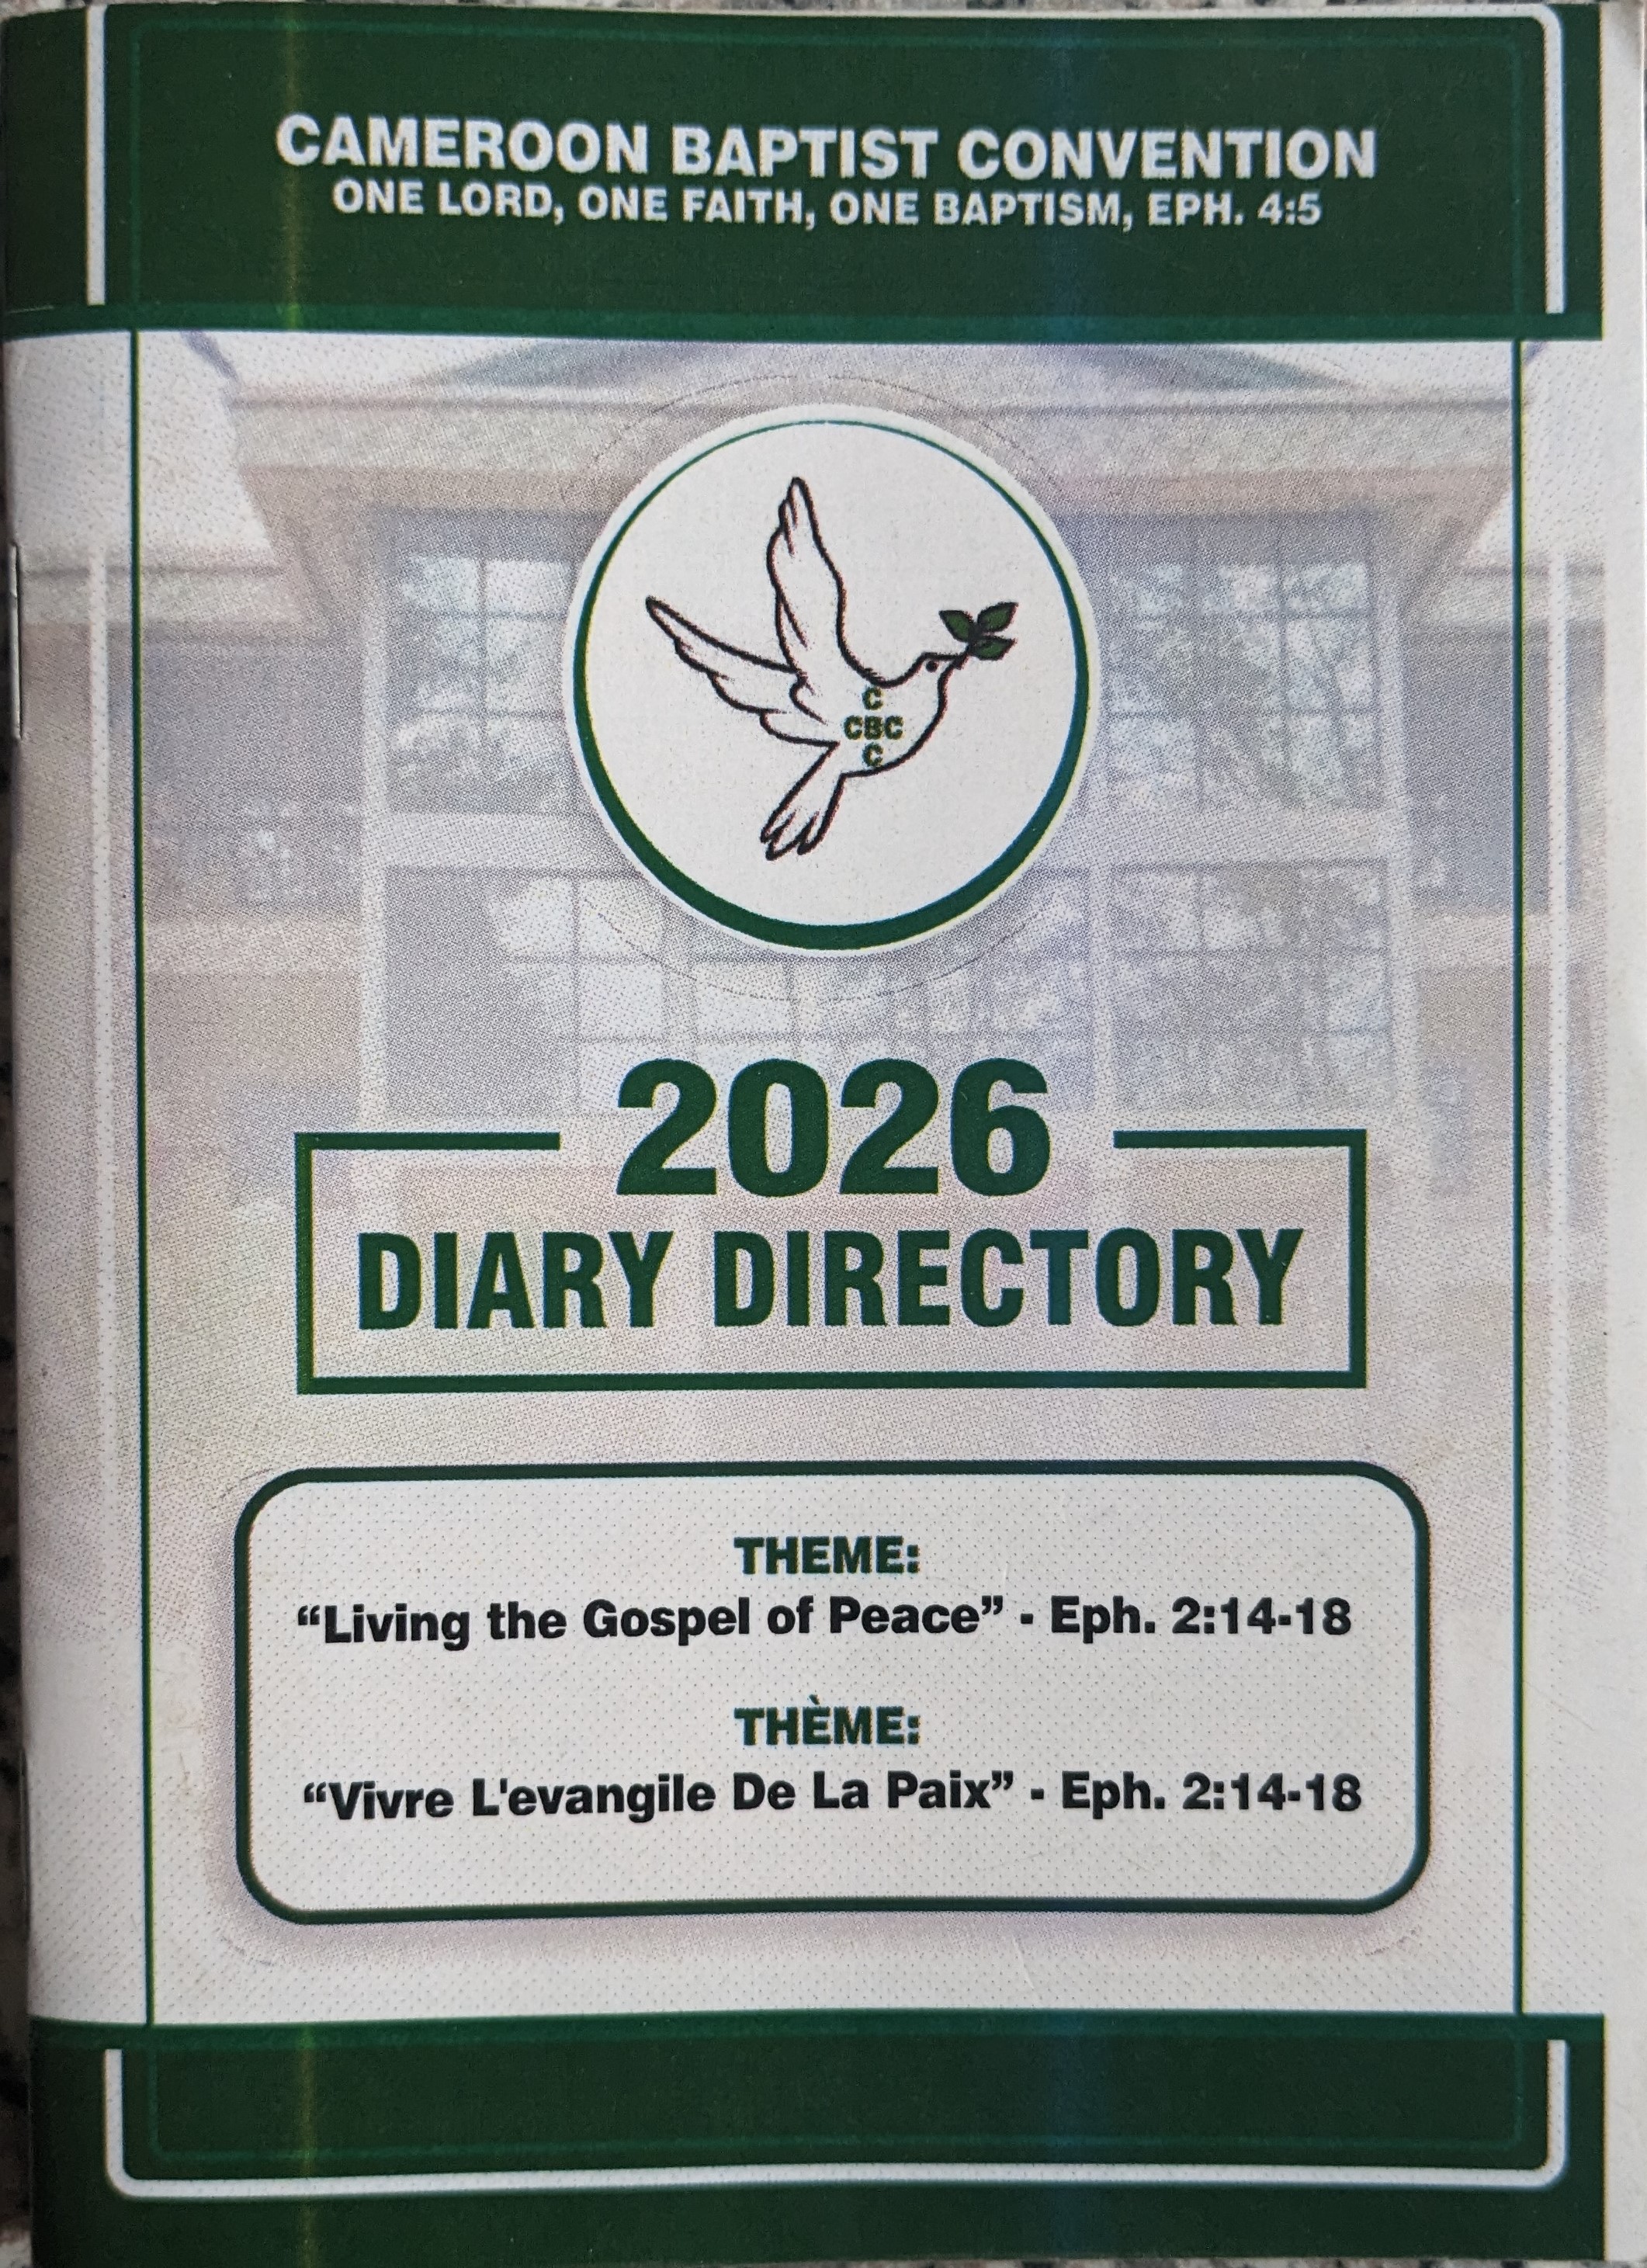 CAMEROON BAPTIST CONVENTION
ONE LORD, ONE FAITH, ONE BAPTISM, EPH. 4:5
C
CBC
C
2026
DIARY DIRECTORY
THEME:
“Living the Gospel of Peace” - Eph. 2:14-18
THÈME:
“Vivre L'evangile De La Paix” - Eph. 2:14-18